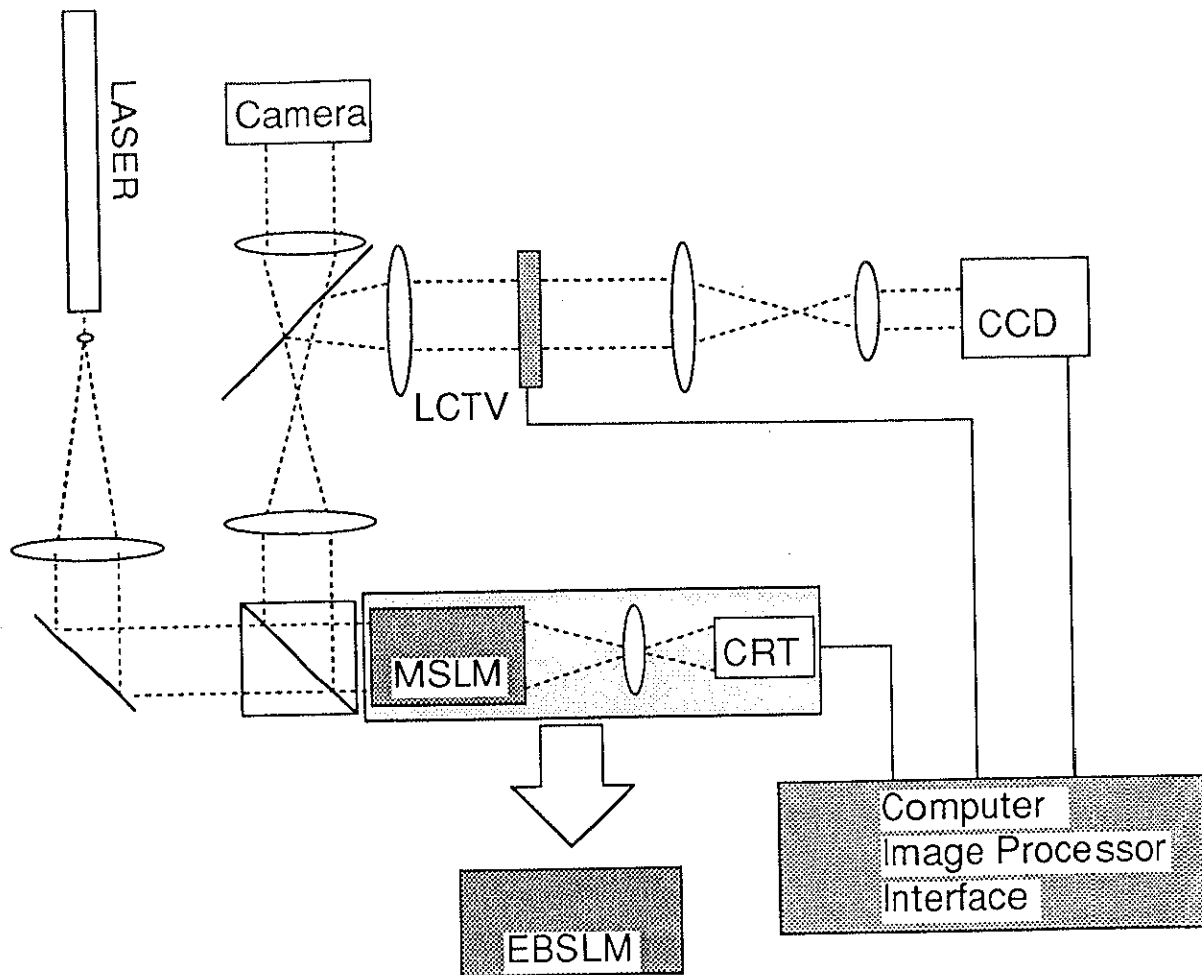 LASER
Camera
CCD
LCTV
MSLM
CRT
Computer
Image Processor
Interface
EBSLM